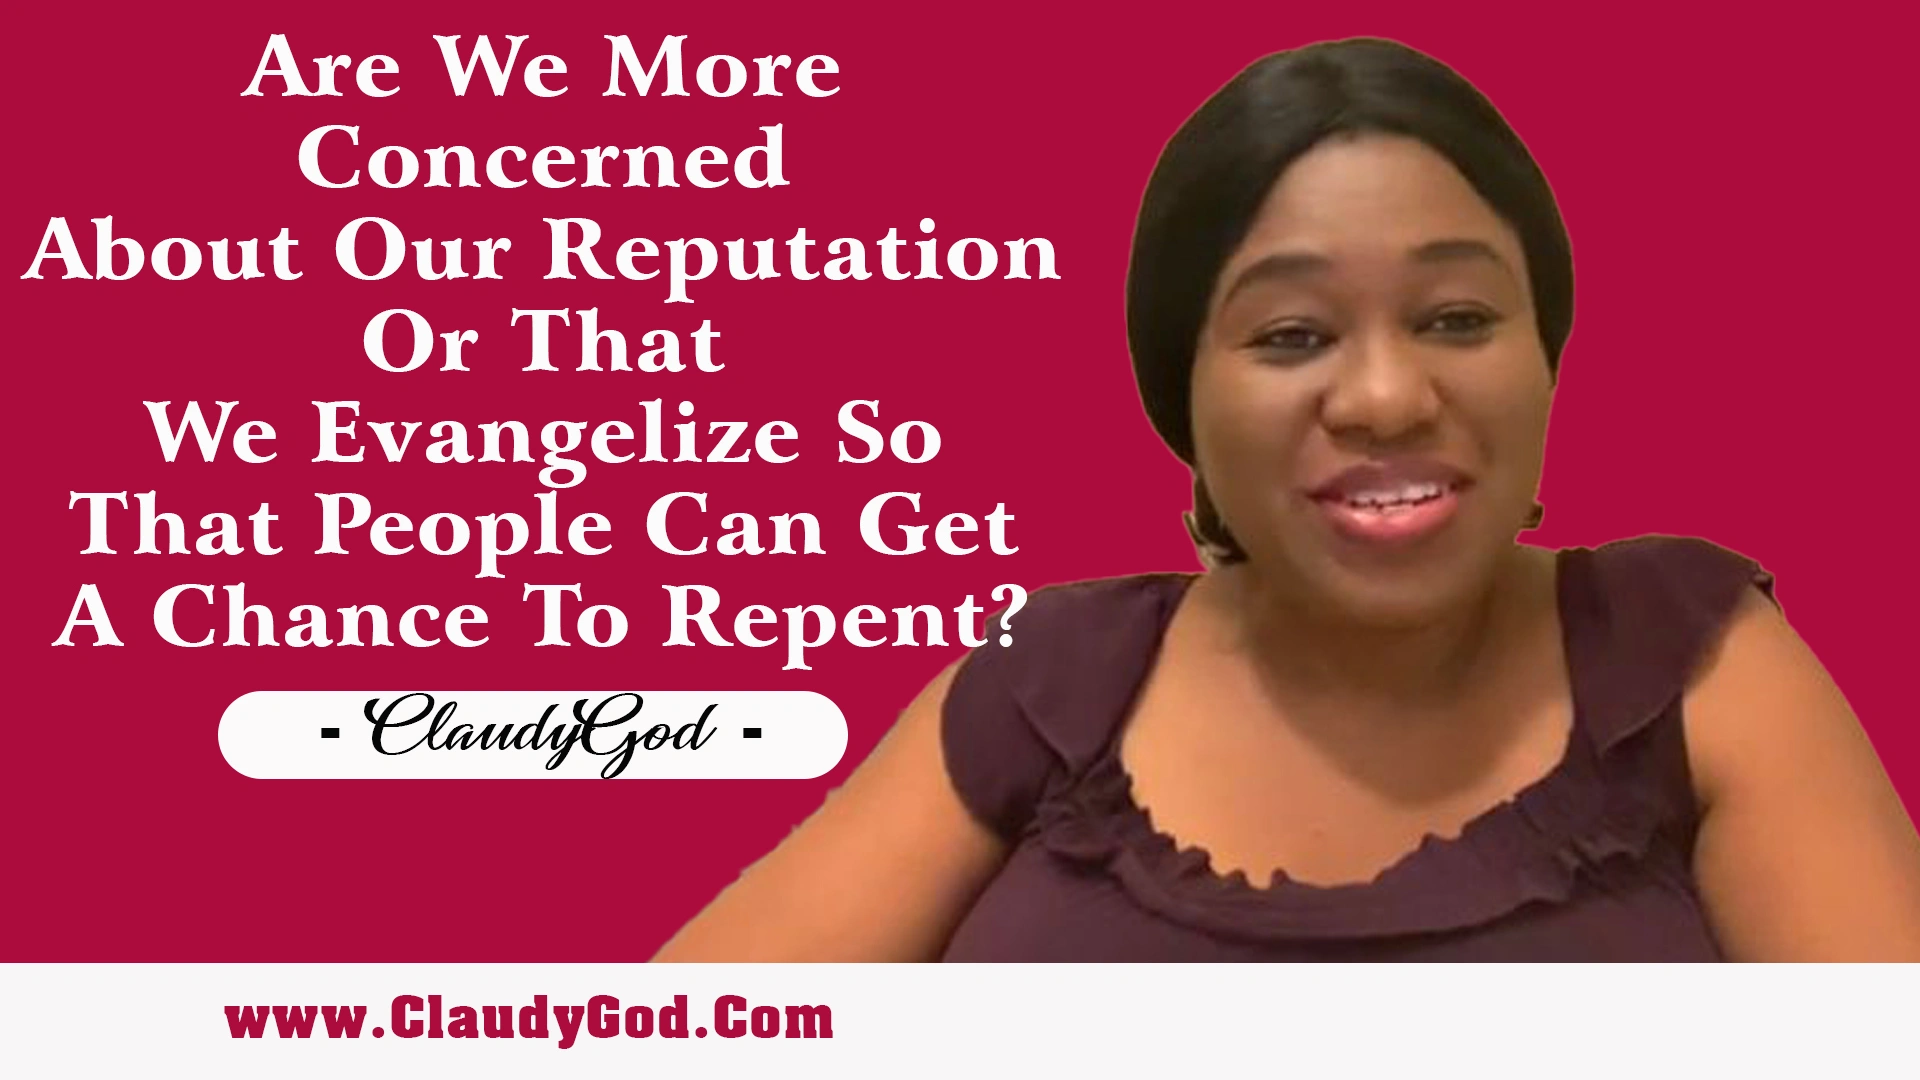 Are We More
Concerned
About Our Reputation
Or That
We Evangelize So
That People Can Get
A Chance To Repent?
- ClaudyGod -
www.ClaudyGod.Com